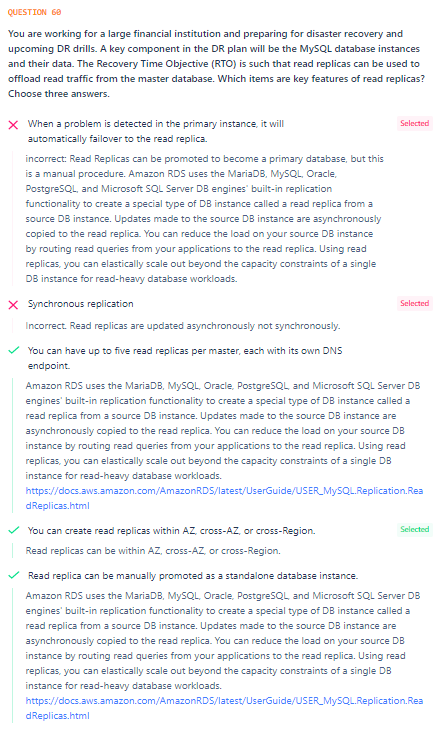 QUESTION 60
You are working for a large financial institution and preparing for disaster recovery and
upcoming DR drills. A key component in the DR plan will be the MySQL database instances
and their data. The Recovery Time Objective (RTO) is such that read replicas can be used to
offload read traffic from the master database. Which items are key features of read replicas?
Choose three answers.
When a problem is detected in the primary instance, it will
automatically failover to the read replica.
Selected
incorrect: Read Replicas can be promoted to become a primary database, but this
is a manual procedure. Amazon RDS uses the MariaDB, MySQL, Oracle,
PostgreSQL, and Microsoft SQL Server DB engines' built-in replication
functionality to create a special type of DB instance called a read replica from a
source DB instance. Updates made to the source DB instance are asynchronously
copied to the read replica. You can reduce the load on your source DB instance
by routing read queries from your applications to the read replica. Using read
replicas, you can elastically scale out beyond the capacity constraints of a single
DB instance for read-heavy database workloads.
Synchronous replication
Selected
Incorrect. Read replicas are updated asynchronously not synchronously.
You can have up to five read replicas per master, each with its own DNS
endpoint.
Amazon RDS uses the MariaDB, MySQL, Oracle, PostgreSQL, and Microsoft SQL Server DB
engines' built-in replication functionality to create a special type of DB instance called a
read replica from a source DB instance. Updates made to the source DB instance are
asynchronously copied to the read replica. You can reduce the load on your source DB
instance by routing read queries from your applications to the read replica. Using read
replicas, you can elastically scale out beyond the capacity constraints of a single DB instance
for read-heavy database workloads.
https://docs.aws.amazon.com/AmazonRDS/latest/UserGuide/USER_MySQL.Replication.Rea
dReplicas.html
You can create read replicas within AZ, cross-AZ, or cross-Region.
Selected
Read replicas can be within AZ, cross-AZ, or cross-Region.
Read replica can be manually promoted as a standalone database instance.
Amazon RDS uses the MariaDB, MySQL, Oracle, PostgreSQL, and Microsoft SQL Server DB
engines' built-in replication functionality to create a special type of DB instance called a
read replica from a source DB instance. Updates made to the source DB instance are
asynchronously copied to the read replica. You can reduce the load on your source DB
instance by routing read queries from your applications to the read replica. Using read
replicas, you can elastically scale out beyond the capacity constraints of a single DB
instance for read-heavy database workloads.
https://docs.aws.amazon.com/AmazonRDS/latest/UserGuide/USER_MySQL.Replication.Rea
dReplicas.html